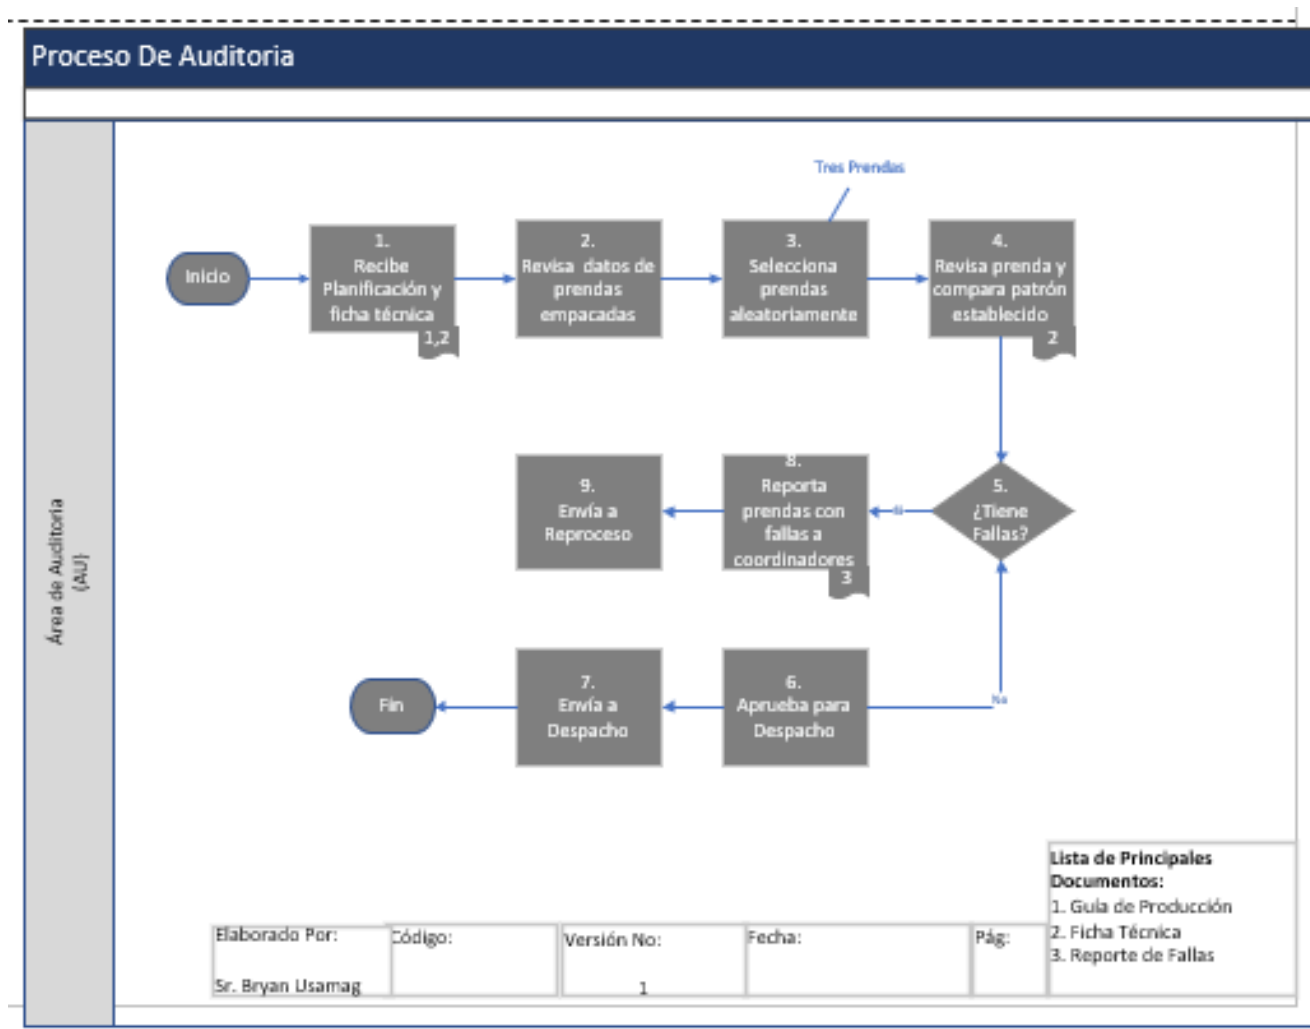 Proceso De Auditoria
Área de Auditoria
(AU)
Tres Prendas
Inicio
1.
Recibe
Planificación y
ficha técnica
1,2
2.
Revisa datos de
prendas
empacadas
3.
Selecciona
prendas
aleatoriamente
4.
Revisa prenda y
compara patrón
establecido
2
5.
¿Tiene
Fallas?
8.
Reporta
prendas con
fallas a
coordinadores
3
9.
Envía a
Reproceso
No
6.
Aprueba para
Despacho
7.
Envía a
Despacho
Fin
Lista de Principales
Documentos:
1. Guía de Producción
2. Ficha Técnica
3. Reporte de Fallas
Elaborado Por:
Sr. Bryan Usamag
Código:
Versión No:
1
Fecha:
Pág: